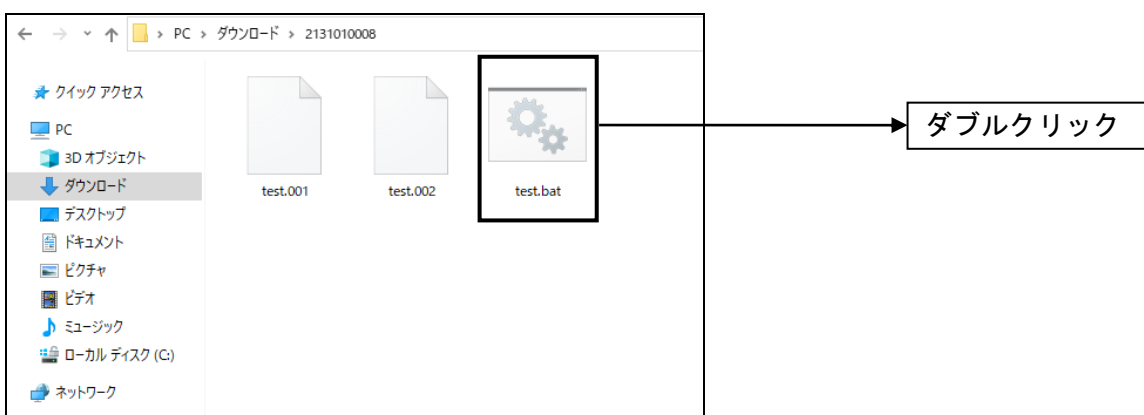 PC › ダウンロード › 2131010008
クイック アクセス
PC
3D オブジェクト
ダウンロード
デスクトップ
ドキュメント
ピクチャ
ビデオ
ミュージック
ローカル ディスク (C:)
ネットワーク
test.001
test.002
test.bat
ダブルクリック